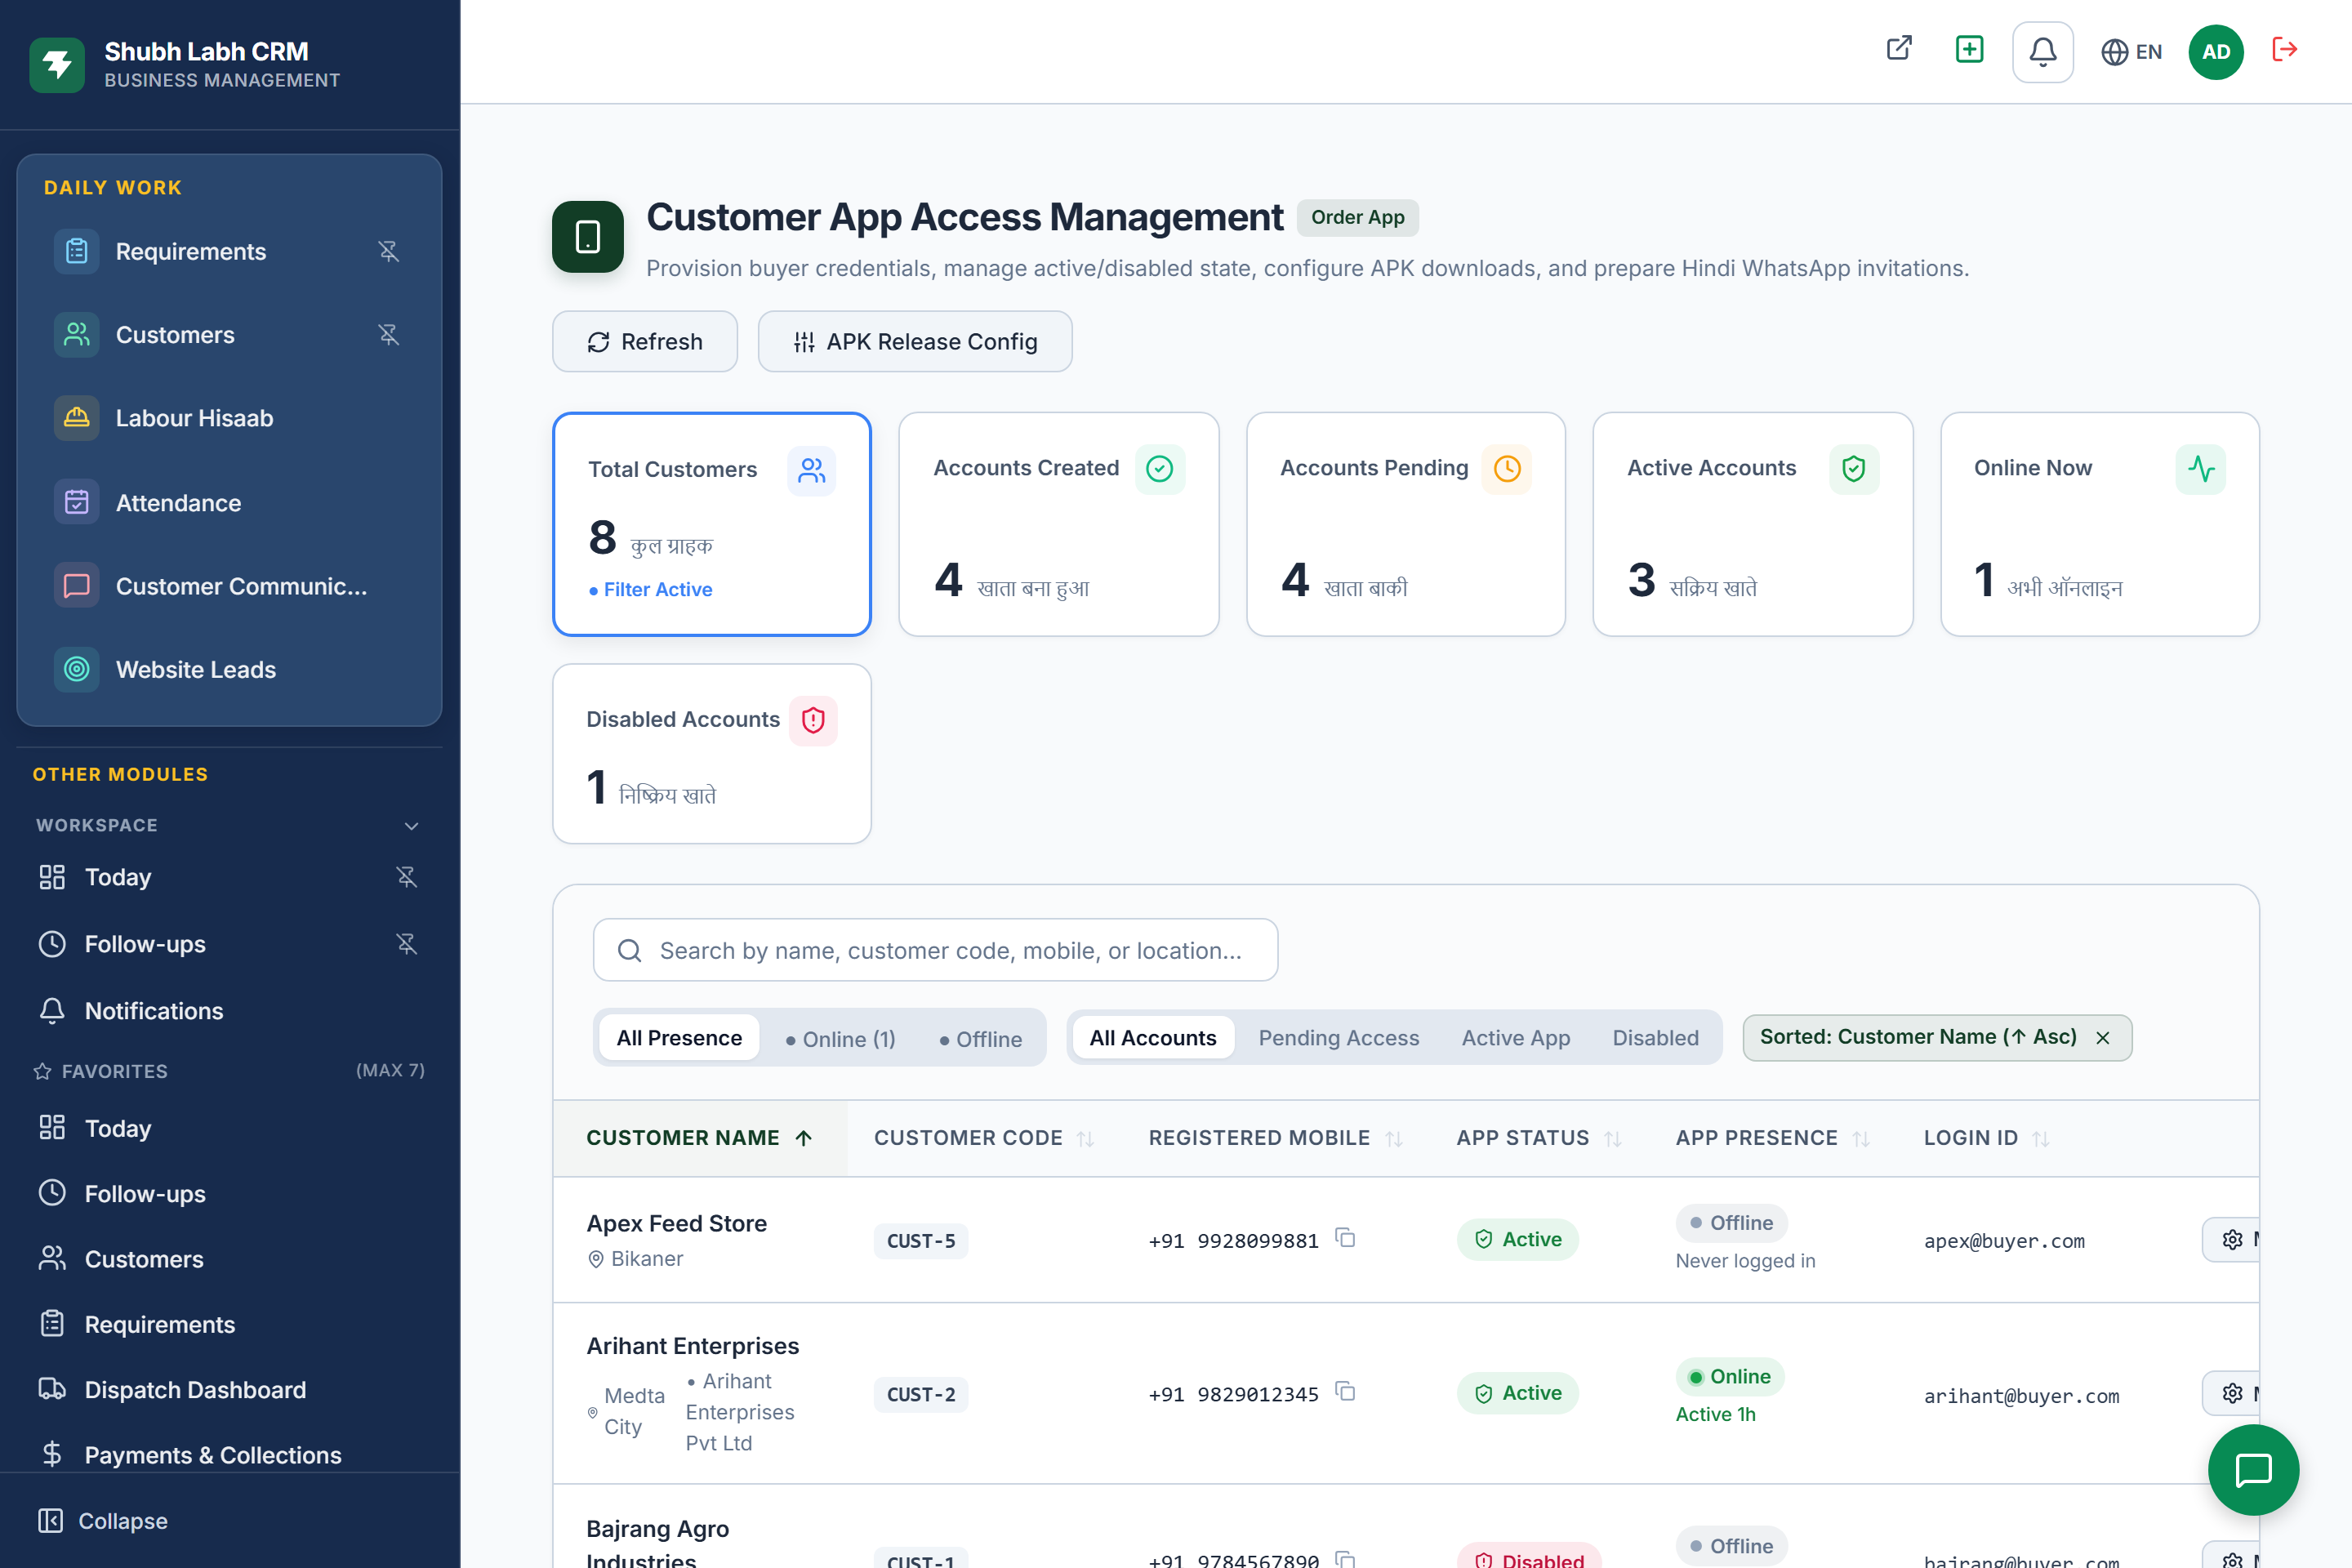 Shubh Labh CRM
BUSINESS MANAGEMENT
DAILY WORK
Requirements
Customers
Labour Hisaab
Attendance
Customer Communic...
Website Leads
OTHER MODULES
WORKSPACE
Today
Follow-ups
Notifications
FAVORITES (MAX 7)
Today
Follow-ups
Customers
Requirements
Dispatch Dashboard
Payments & Collections
Collapse
EN
AD
Customer App Access Management Order App
Provision buyer credentials, manage active/disabled state, configure APK downloads, and prepare Hindi WhatsApp invitations.
Refresh APK Release Config
Total Customers
8 कुल ग्राहक
• Filter Active
Accounts Created
4 खाता बना हुआ
Accounts Pending
4 खाता बाकी
Active Accounts
3 सक्रिय खाते
Online Now
1 अभी ऑनलाइन
Disabled Accounts
1 निष्क्रिय खाते
Search by name, customer code, mobile, or location...
All Presence • Online (1) • Offline All Accounts Pending Access Active App Disabled Sorted: Customer Name (↑ Asc) ×
CUSTOMER NAME ↑ CUSTOMER CODE REGISTERED MOBILE APP STATUS APP PRESENCE LOGIN ID
Apex Feed Store
Bikaner
CUST-5
+91 9928099881
Active
Offline
Never logged in
apex@buyer.com
Arihant Enterprises
Medta City
• Arihant Enterprises Pvt Ltd
CUST-2
+91 9829012345
Active
Online
Active 1h
arihant@buyer.com
Bajrang Agro
Industries
CUST-1
+91 9784567890
Disabled
Offline
bajrang@buyer.com